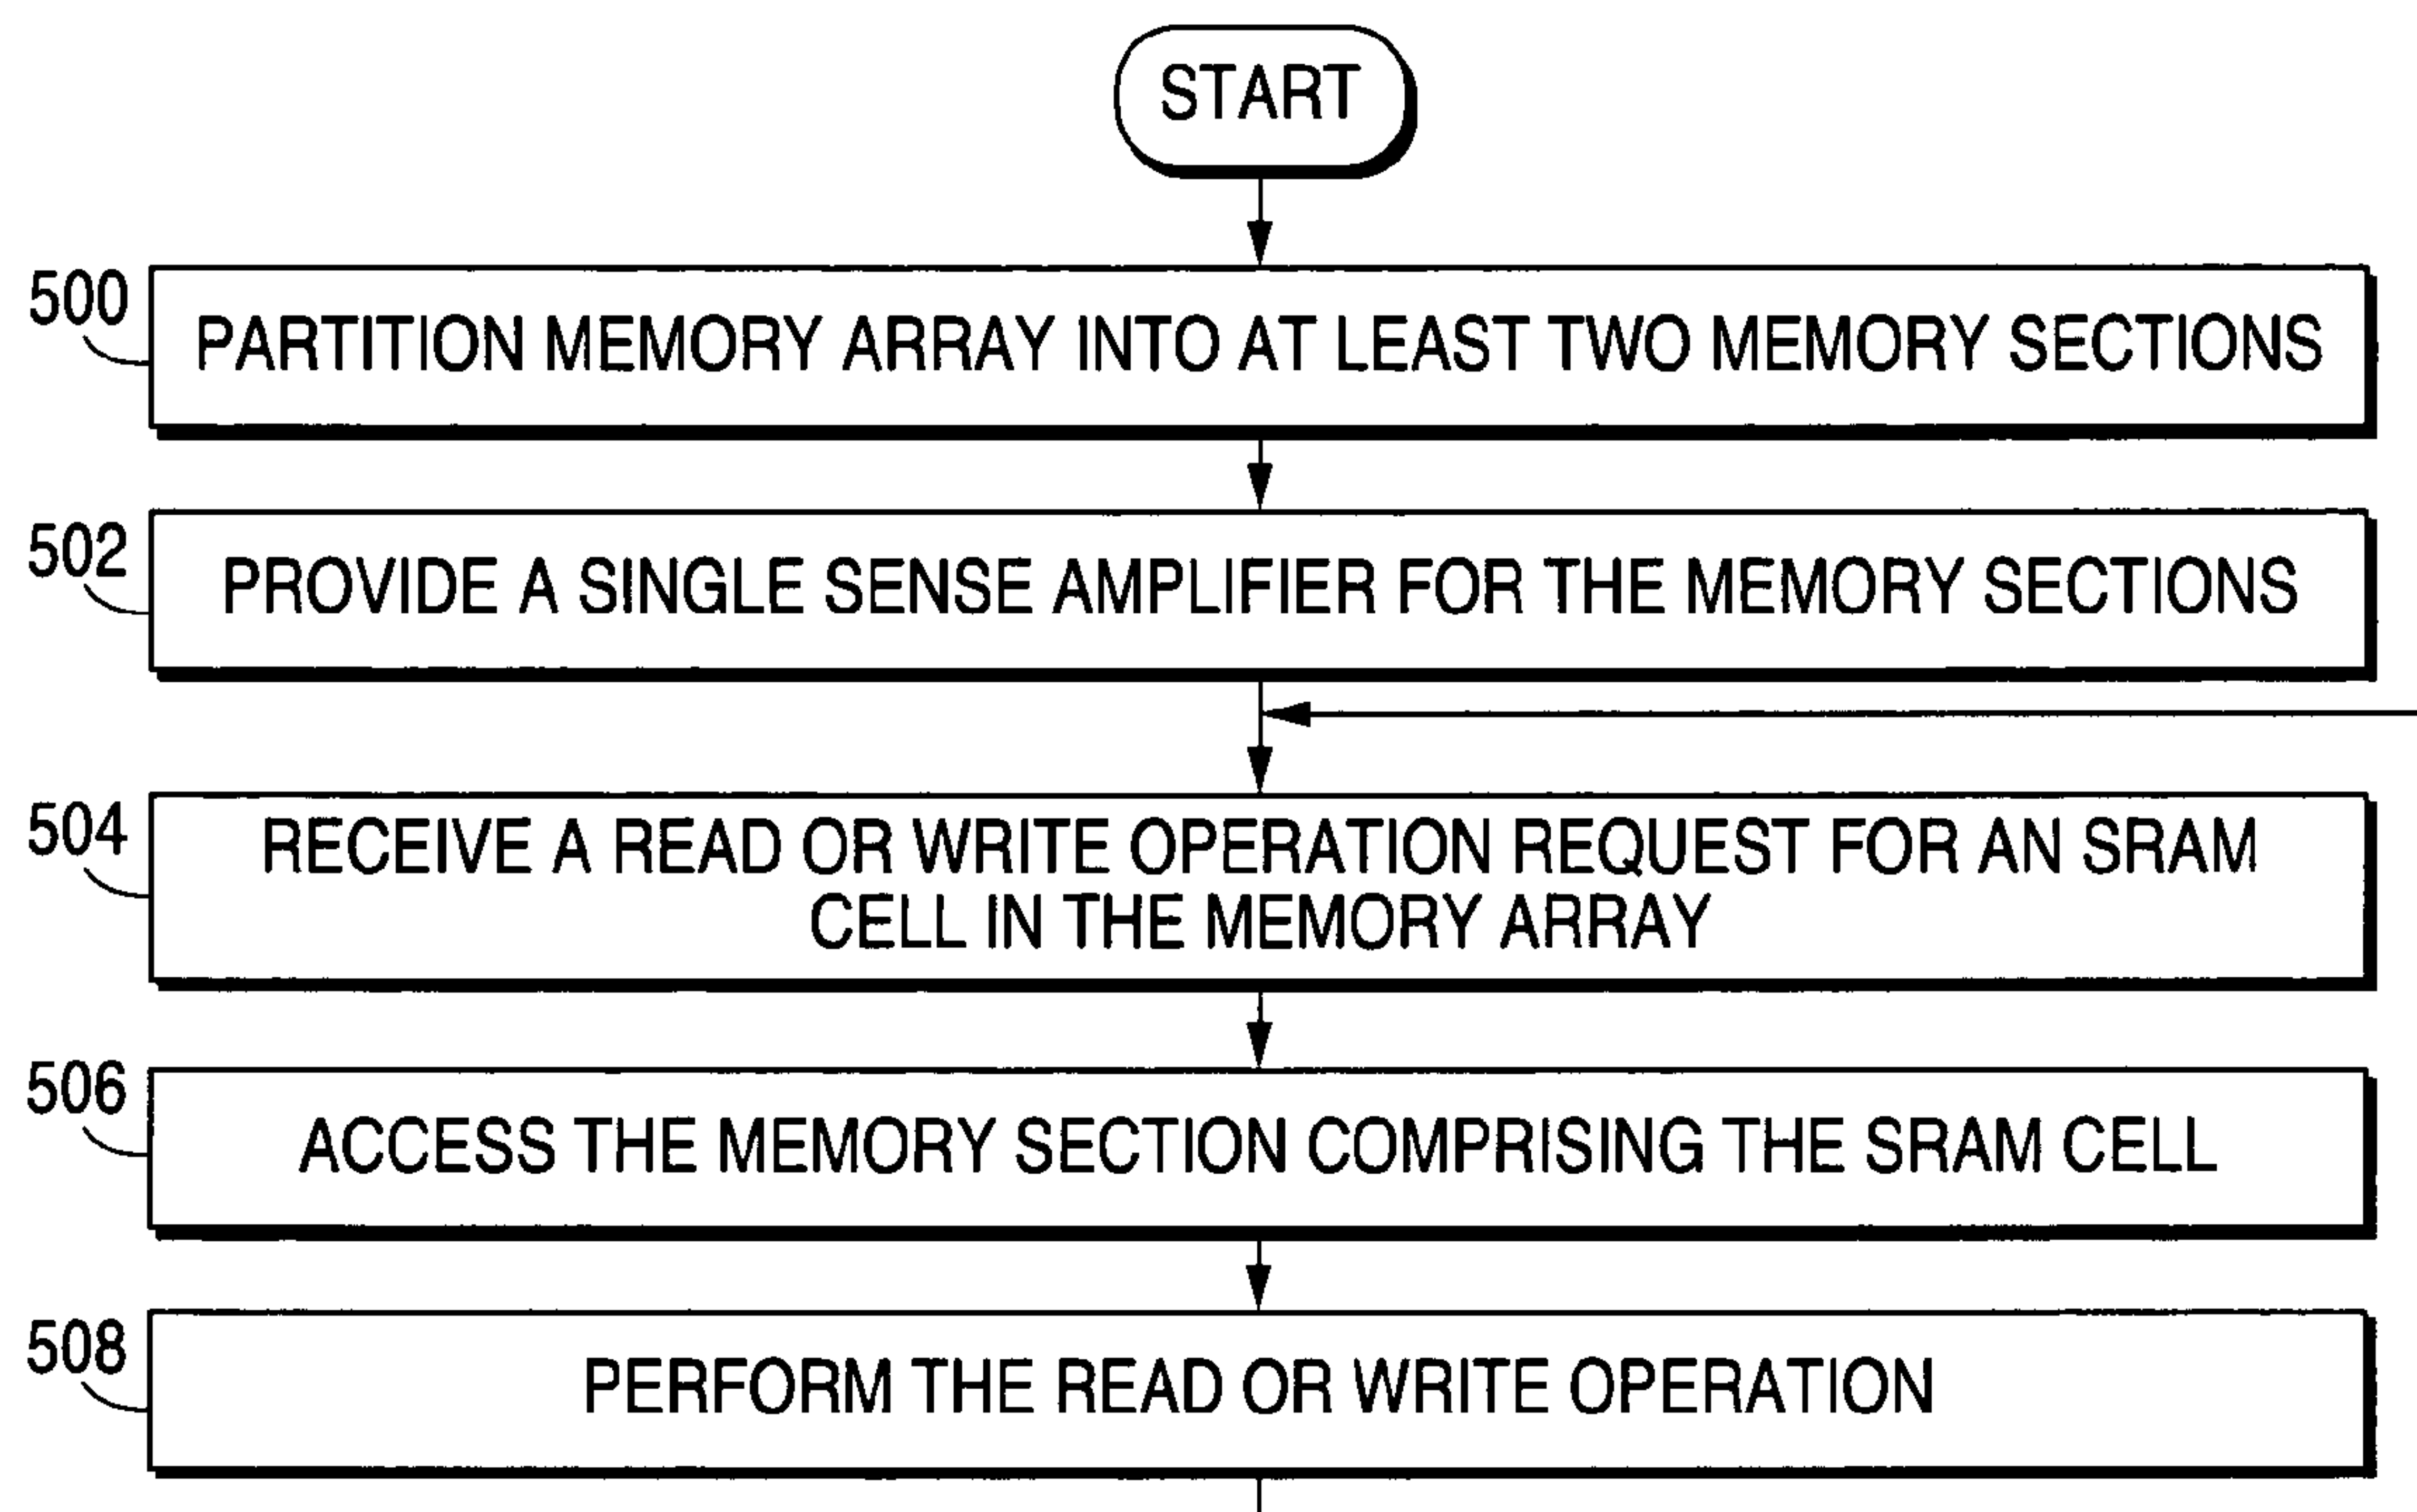 START
500
PARTITION MEMORY ARRAY INTO AT LEAST TWO MEMORY SECTIONS
502
PROVIDE A SINGLE SENSE AMPLIFIER FOR THE MEMORY SECTIONS
504
RECEIVE A READ OR WRITE OPERATION REQUEST FOR AN SRAM
CELL IN THE MEMORY ARRAY
506
ACCESS THE MEMORY SECTION COMPRISING THE SRAM CELL
508
PERFORM THE READ OR WRITE OPERATION